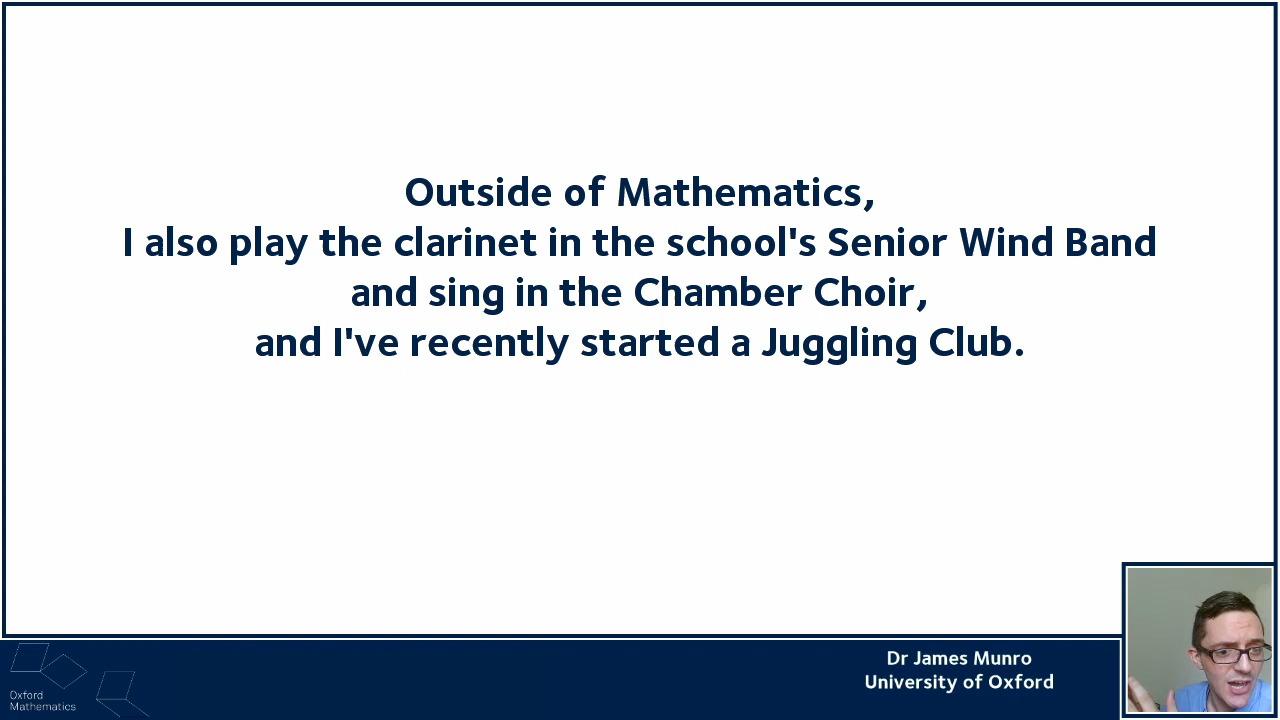 Outside of Mathematics,
I also play the clarinet in the school's Senior Wind Band
and sing in the Chamber Choir,
and I've recently started a Juggling Club.
Dr James Munro
University of Oxford
Oxford
Mathematics